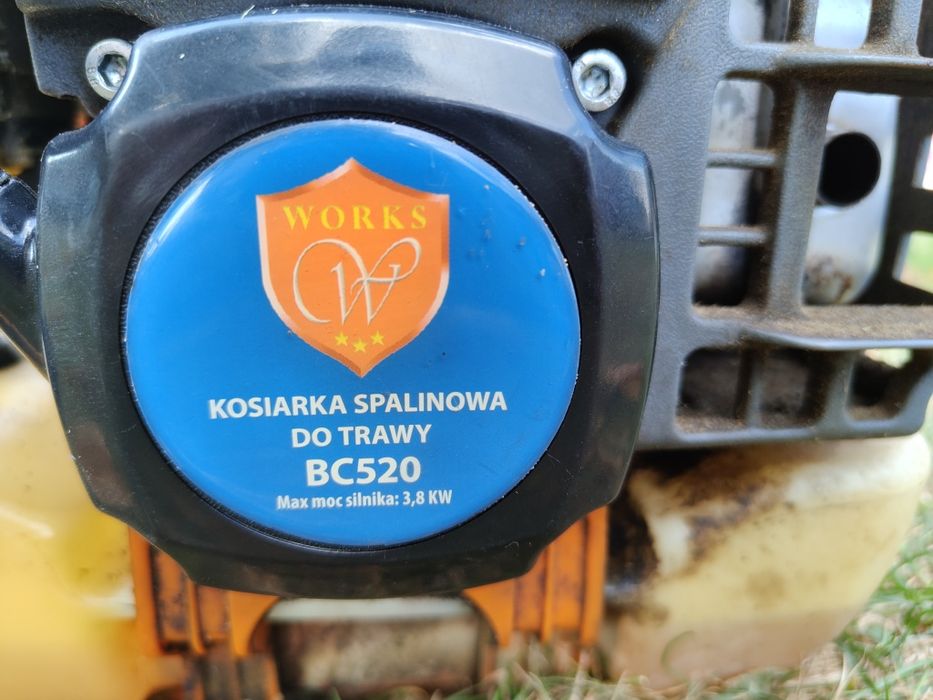 WORKS
W
KOSIARKA SPALINOWA
DO TRAWY
BC520
Max moc silnika: 3,8 KW